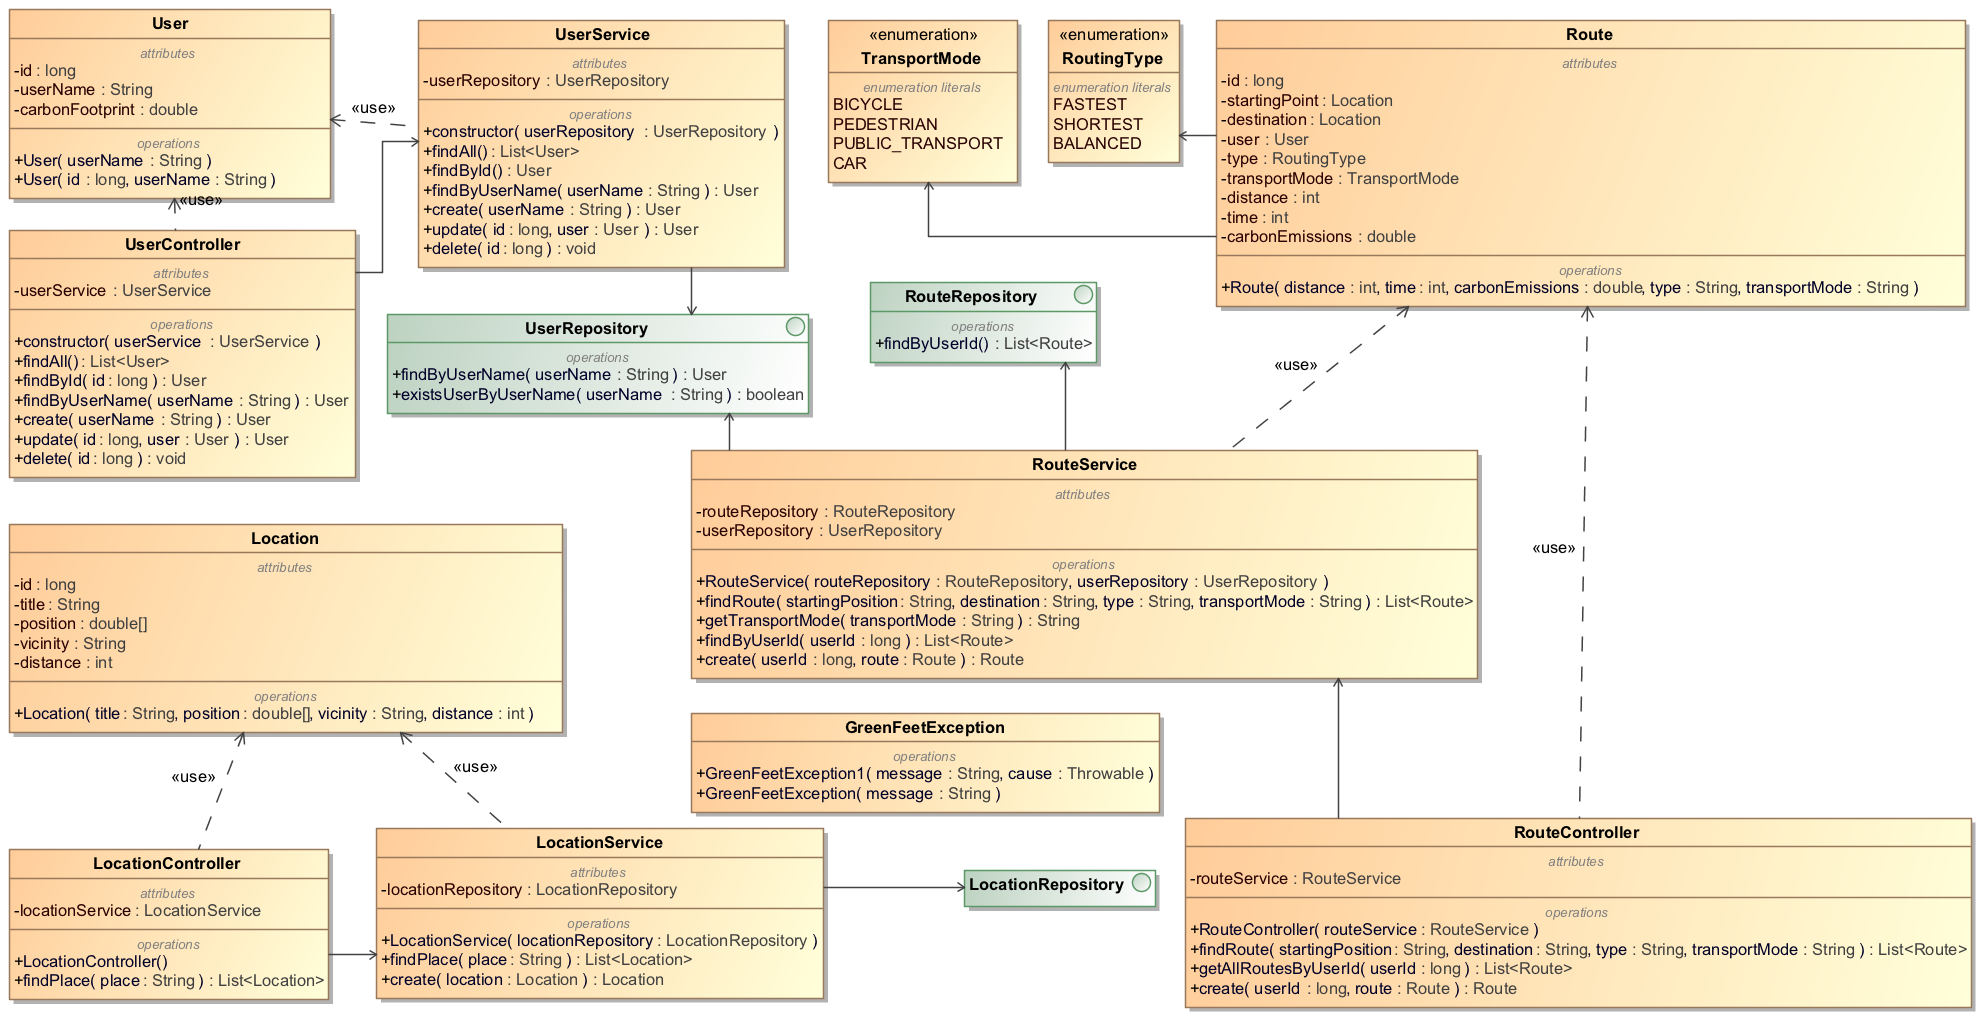 User
attributes
-id : long
-userName : String
-carbonFootprint : double
operations
+User( userName : String )
+User( id : long, userName : String )
«use»
«use»
UserService
attributes
-userRepository : UserRepository
operations
+constructor( userRepository : UserRepository )
+findAll() : List<User>
+findById() : User
+findByUserName( userName : String ) : User
+create( userName : String ) : User
+update( id : long, user : User ) : User
+delete( id : long ) : void
«enumeration»
TransportMode
enumeration literals
BICYCLE
PEDESTRIAN
PUBLIC_TRANSPORT
CAR
«enumeration»
RoutingType
enumeration literals
FASTEST
SHORTEST
BALANCED
Route
attributes
-id : long
-startingPoint : Location
-destination : Location
-user : User
-type : RoutingType
-transportMode : TransportMode
-distance : int
-time : int
-carbonEmissions : double
operations
+Route( distance : int, time : int, carbonEmissions : double, type : String, transportMode : String )
UserController
attributes
-userService : UserService
operations
+constructor( userService : UserService )
+findAll() : List<User>
+findById( id : long ) : User
+findByUserName( userName : String ) : User
+create( userName : String ) : User
+update( id : long, user : User ) : User
+delete( id : long ) : void
UserRepository
operations
+findByUserName( userName : String ) : User
+existsUserByUserName( userName : String ) : boolean
RouteRepository
operations
+findByUserId() : List<Route>
«use»
RouteService
attributes
-routeRepository : RouteRepository
-userRepository : UserRepository
operations
+RouteService( routeRepository : RouteRepository, userRepository : UserRepository )
+findRoute( startingPosition : String, destination : String, type : String, transportMode : String ) : List<Route>
+getTransportMode( transportMode : String ) : String
+findByUserId( userId : long ) : List<Route>
+create( userId : long, route : Route ) : Route
«use»
Location
attributes
-id : long
-title : String
-position : double[]
-vicinity : String
-distance : int
operations
+Location( title : String, position : double[], vicinity : String, distance : int )
«use»
«use»
GreenFeetException
operations
+GreenFeetException1( message : String, cause : Throwable )
+GreenFeetException( message : String )
LocationController
attributes
-locationService : LocationService
operations
+LocationController()
+findPlace( place : String ) : List<Location>
LocationService
attributes
-locationRepository : LocationRepository
operations
+LocationService( locationRepository : LocationRepository )
+findPlace( place : String ) : List<Location>
+create( location : Location ) : Location
LocationRepository
RouteController
attributes
-routeService : RouteService
operations
+RouteController( routeService : RouteService )
+findRoute( startingPosition : String, destination : String, type : String, transportMode : String ) : List<Route>
+getAllRoutesByUserId( userId : long ) : List<Route>
+create( userId : long, route : Route ) : Route